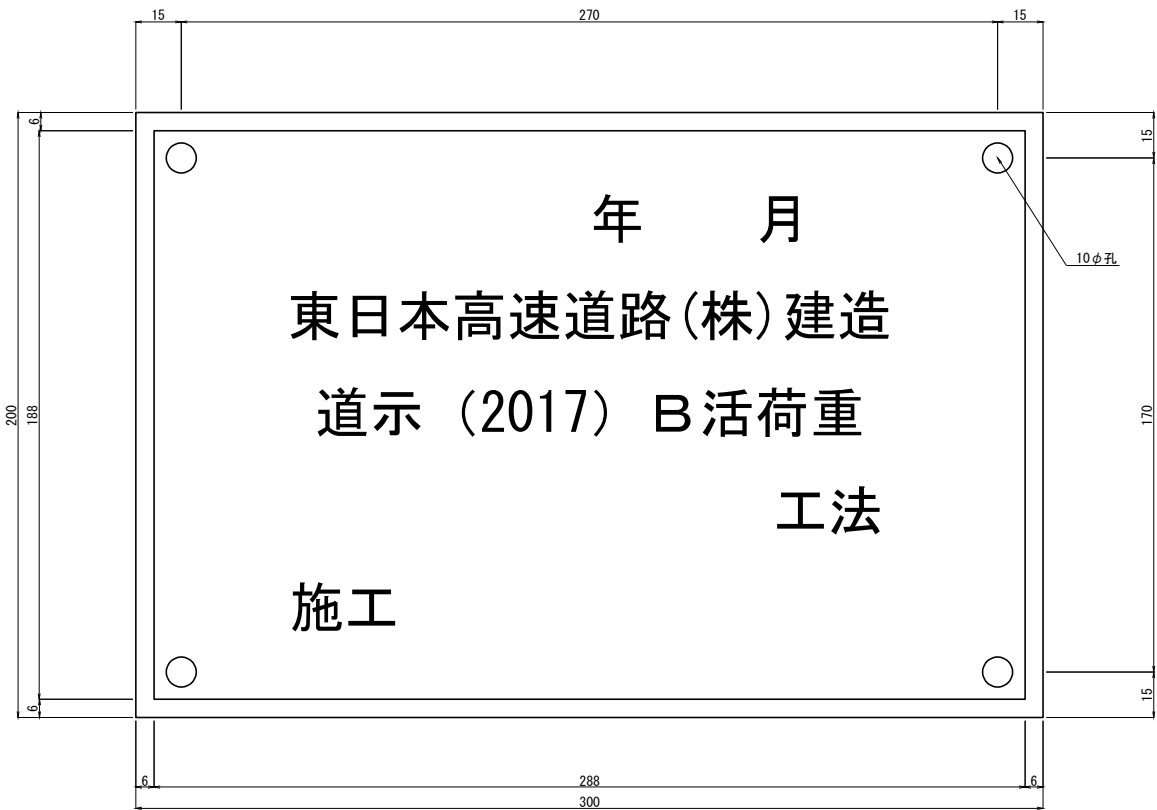 15 270 15
6 15
年 月
10φ孔
東日本高速道路(株)建造
道示 (2017) B活荷重
200 188 170
工法
施工
6 15
6 288 6
300